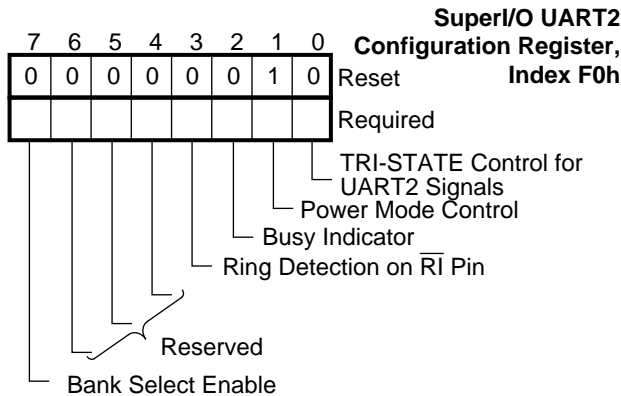 SuperI/O UART2
Configuration Register,
Index F0h
7 6 5 4 3 2 1 0
0 0 0 0 0 0 1 0 Reset
Required
TRI-STATE Control for
UART2 Signals
Power Mode Control
Busy Indicator
Ring Detection on R̅I̅ Pin
Reserved
Bank Select Enable